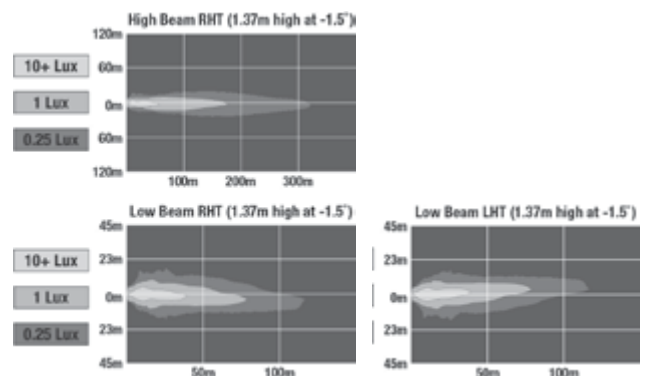 High Beam RHT (1.37m high at -1.5°)
120m
60m
0m
60m
120m
10+ Lux
1 Lux
0.25 Lux
100m 200m 300m
Low Beam RHT (1.37m high at -1.5°)
45m
23m
0m
23m
45m
10+ Lux
1 Lux
0.25 Lux
50m 100m
Low Beam LHT (1.37m high at -1.5°)
45m
23m
0m
23m
45m
50m 100m